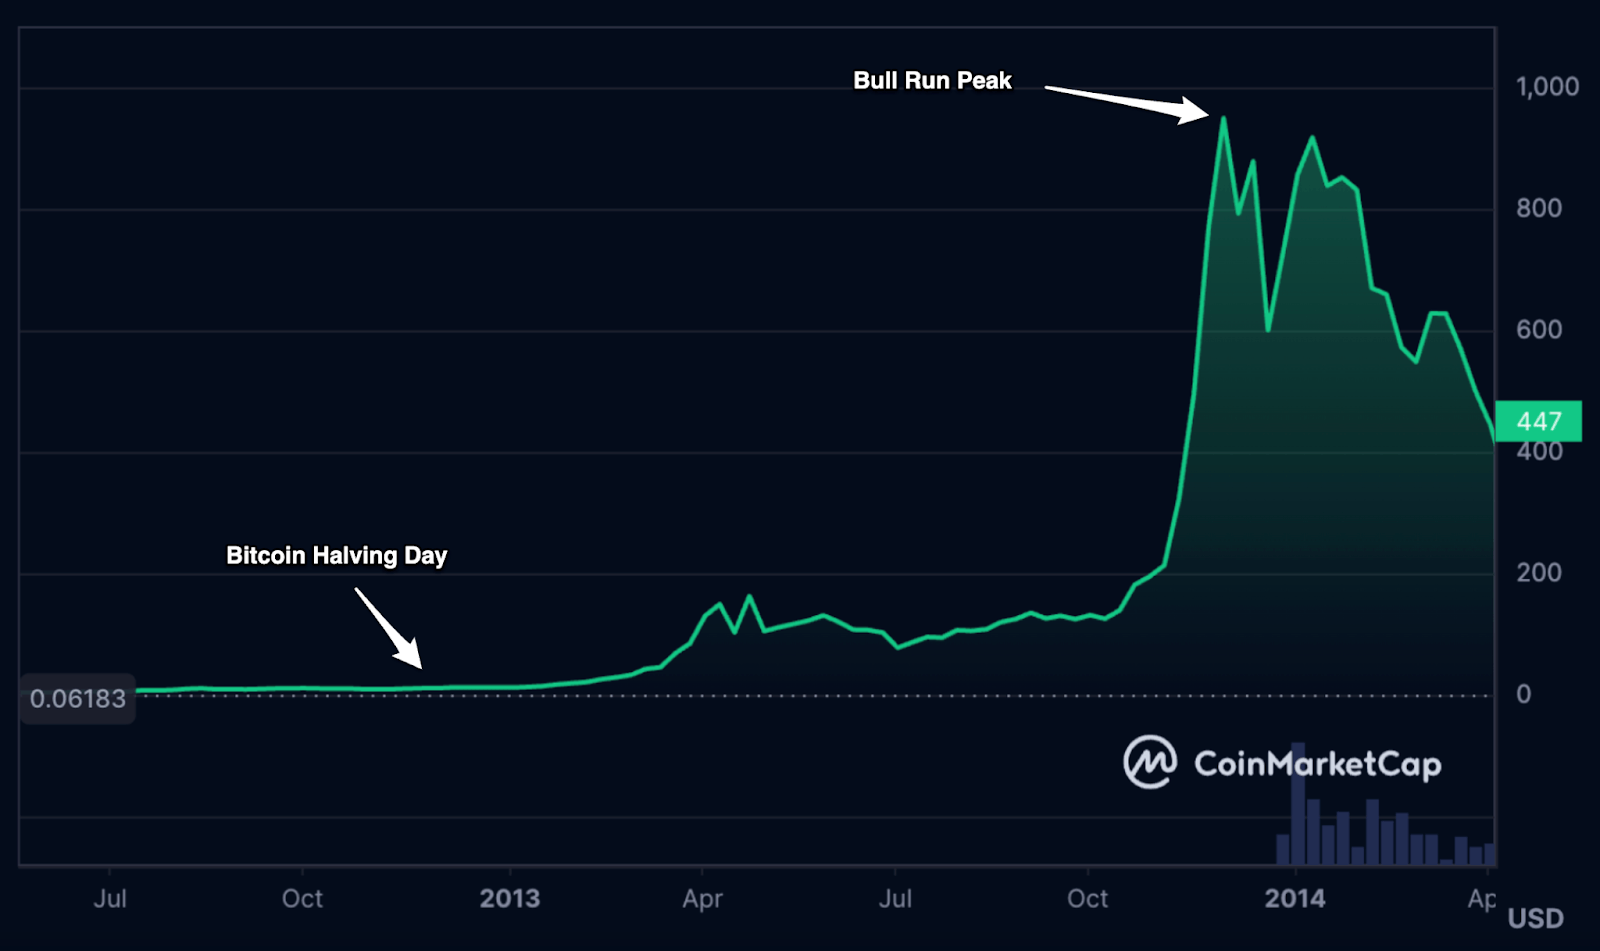 Bull Run Peak
1,000
800
600
447
400
Bitcoin Halving Day
200
0.06183
0
CoinMarketCap
Jul
Oct
2013
Apr
Jul
Oct
2014
Ap
USD